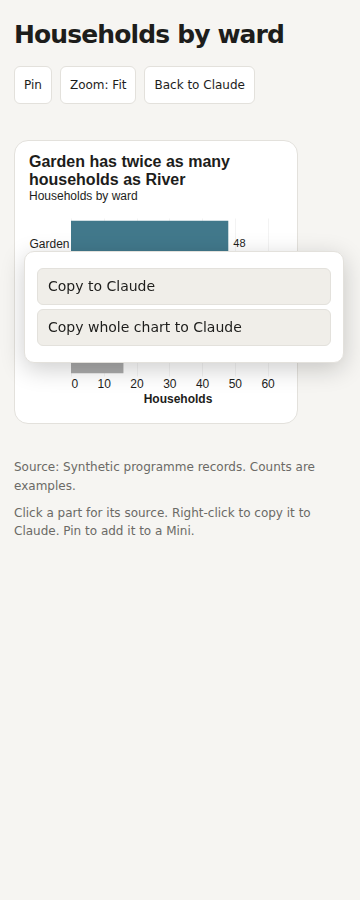 Households by ward
Pin
Zoom: Fit
Back to Claude
Garden has twice as many
households as River
Households by ward
Garden
48
Copy to Claude
Copy whole chart to Claude
0 10 20 30 40 50 60
Households
Source: Synthetic programme records. Counts are
examples.
Click a part for its source. Right-click to copy it to
Claude. Pin to add it to a Mini.